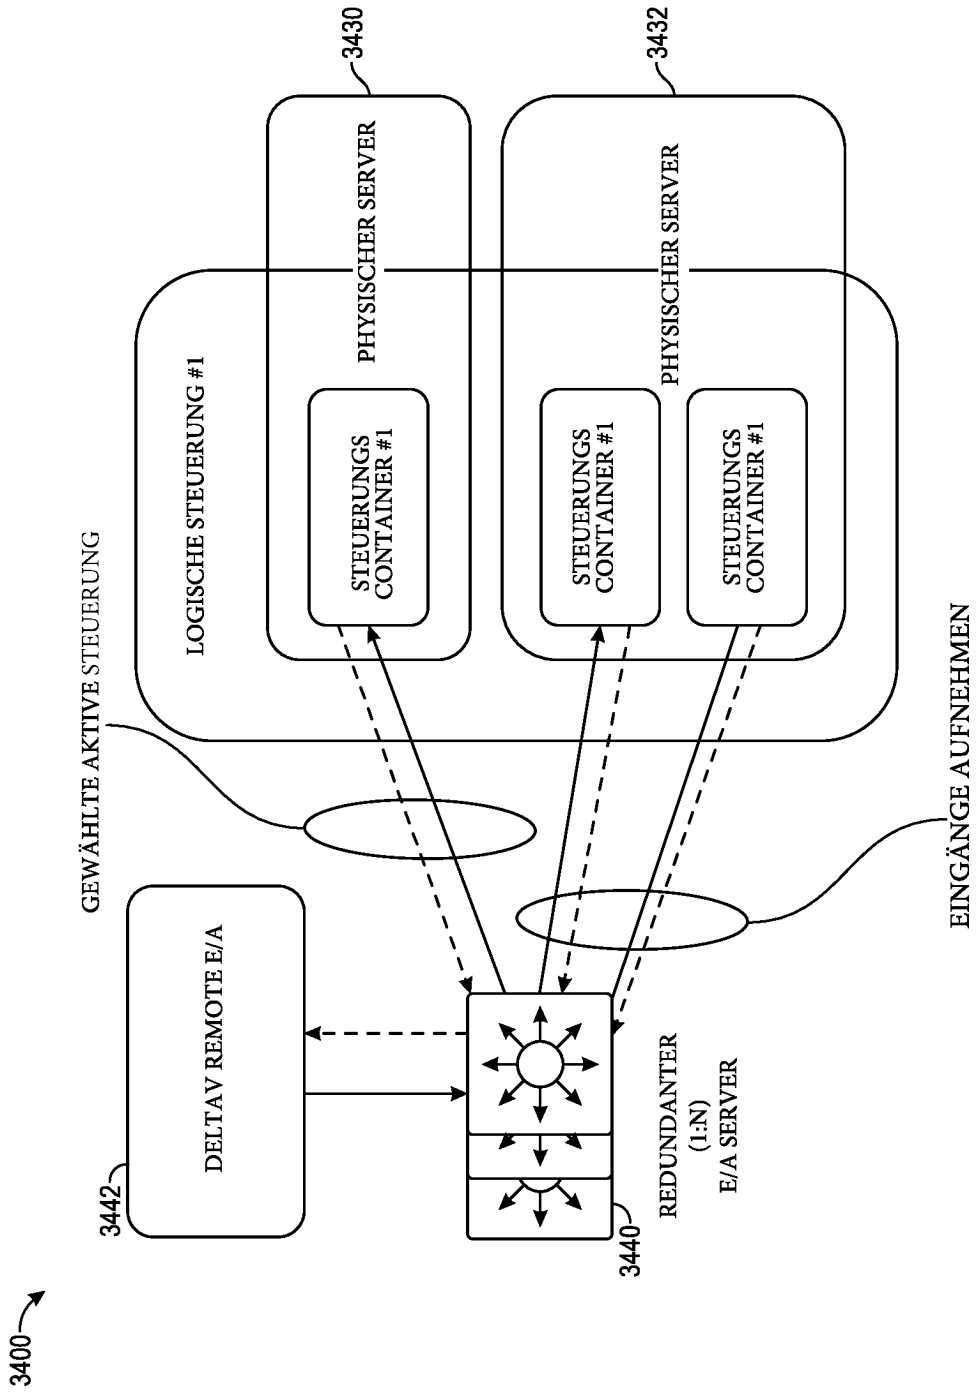 3400
3442
DELTAV REMOTE E/A
GEWÄHLTE AKTIVE STEUERUNG
LOGISCHE STEUERUNG #1
3430
PHYSISCHER SERVER
STEUERUNGS
CONTAINER #1
3432
PHYSISCHER SERVER
STEUERUNGS
CONTAINER #1
STEUERUNGS
CONTAINER #1
3440
REDUNDANTER
(1:N)
E/A SERVER
EINGÄNGE AUFNEHMEN